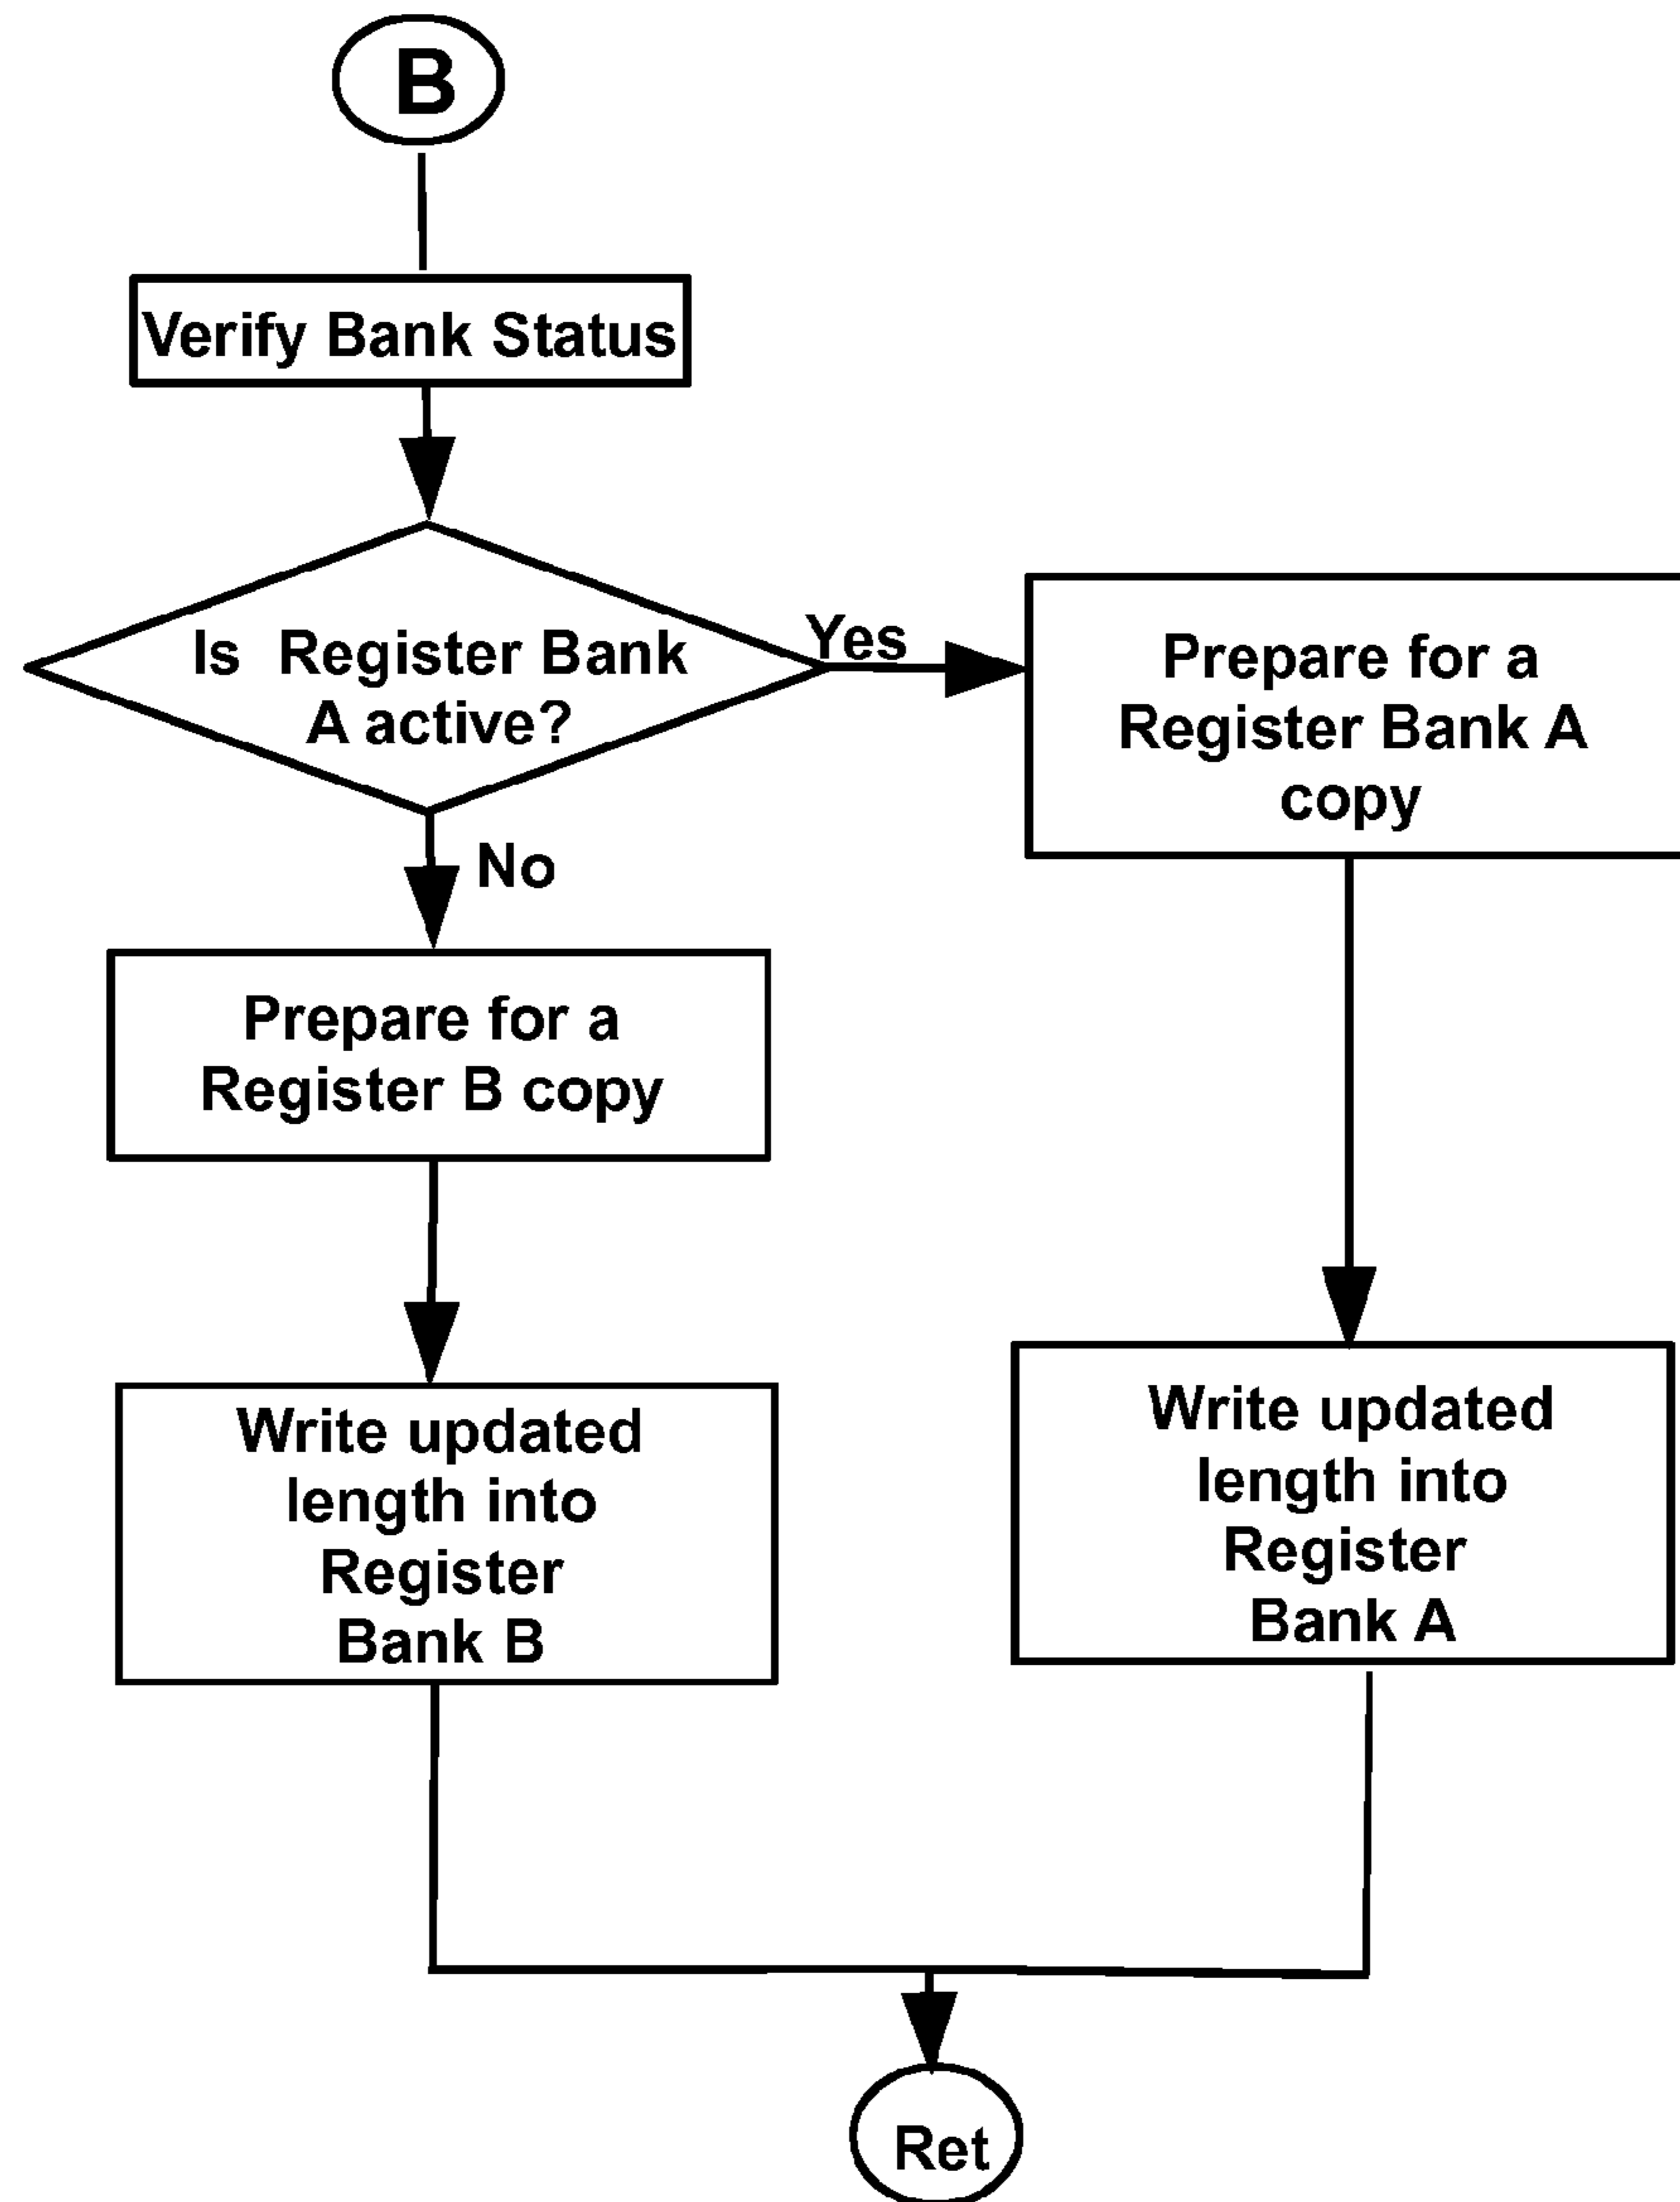 B
Verify Bank Status
Is Register Bank
A active?
Yes
Prepare for a
Register Bank A
copy
No
Prepare for a
Register B copy
Write updated
length into
Register
Bank B
Write updated
length into
Register
Bank A
Ret